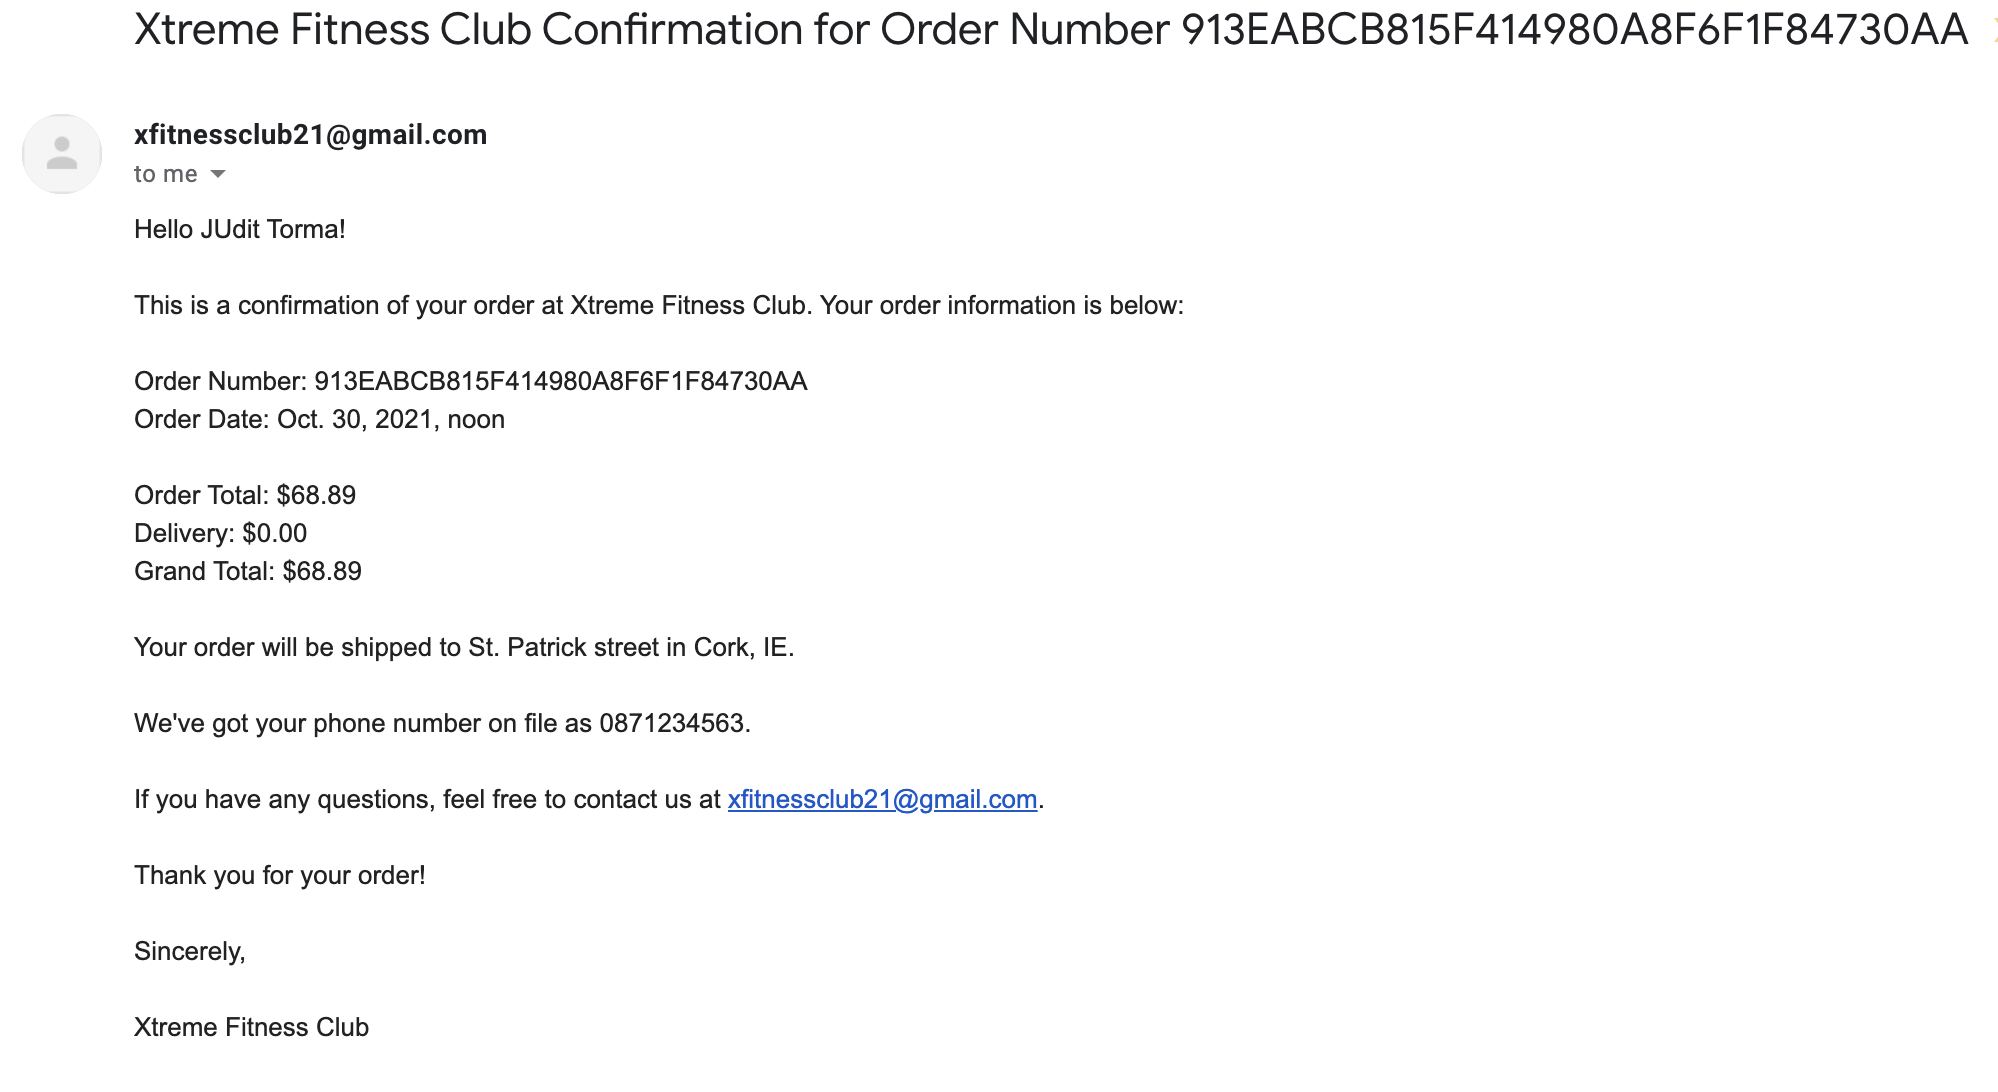 Xtreme Fitness Club Confirmation for Order Number 913EABCB815F414980A8F6F1F84730AA
xfitnessclub21@gmail.com
to me
Hello JUdit Torma!
This is a confirmation of your order at Xtreme Fitness Club. Your order information is below:
Order Number: 913EABCB815F414980A8F6F1F84730AA
Order Date: Oct. 30, 2021, noon
Order Total: $68.89
Delivery: $0.00
Grand Total: $68.89
Your order will be shipped to St. Patrick street in Cork, IE.
We've got your phone number on file as 0871234563.
If you have any questions, feel free to contact us at xfitnessclub21@gmail.com.
Thank you for your order!
Sincerely,
Xtreme Fitness Club